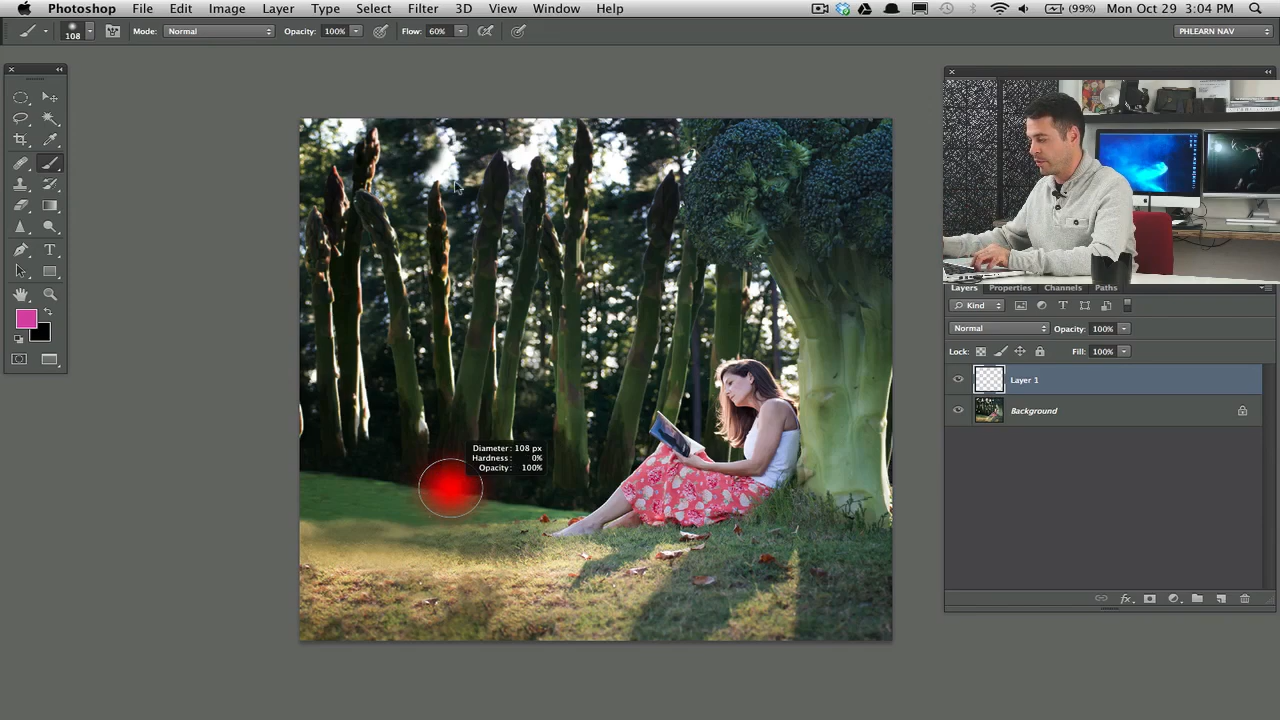 Photoshop File Edit Image Layer Type Select Filter 3D View Window Help (99%) Mon Oct 29 3:04 PM
108 Mode: Normal Opacity: 100% Flow: 60% PHLEARN NAV
Layers Properties Channels Paths
Kind
Normal Opacity: 100%
Lock: Fill: 100%
Layer 1
Background
Diameter: 108 px
Hardness: 0%
Opacity: 100%